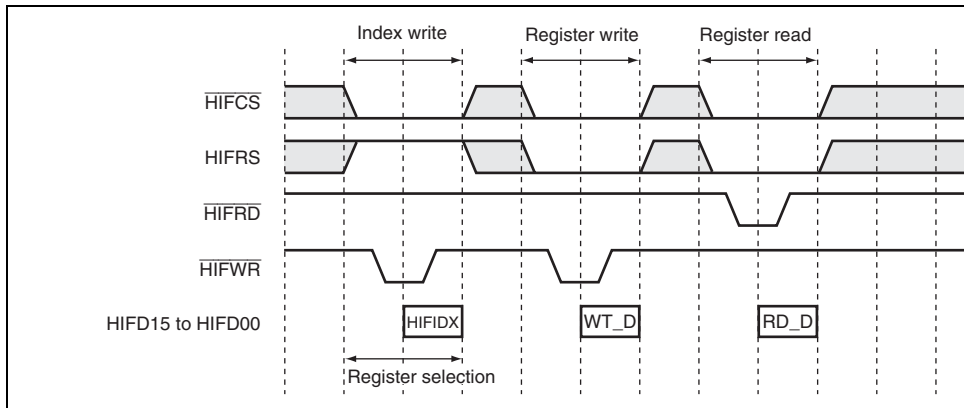 Index write
Register write
Register read
HIFCS
HIFRS
HIFRD
HIFWR
HIFD15 to HIFD00
HIFIDX
WT_D
RD_D
Register selection